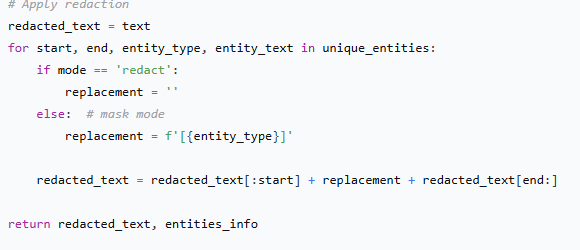 # Apply redaction
redacted_text = text
for start, end, entity_type, entity_text in unique_entities:
    if mode == 'redact':
        replacement = ''
    else:  # mask mode
        replacement = f'[{entity_type}]'

    redacted_text = redacted_text[:start] + replacement + redacted_text[end:]

return redacted_text, entities_info